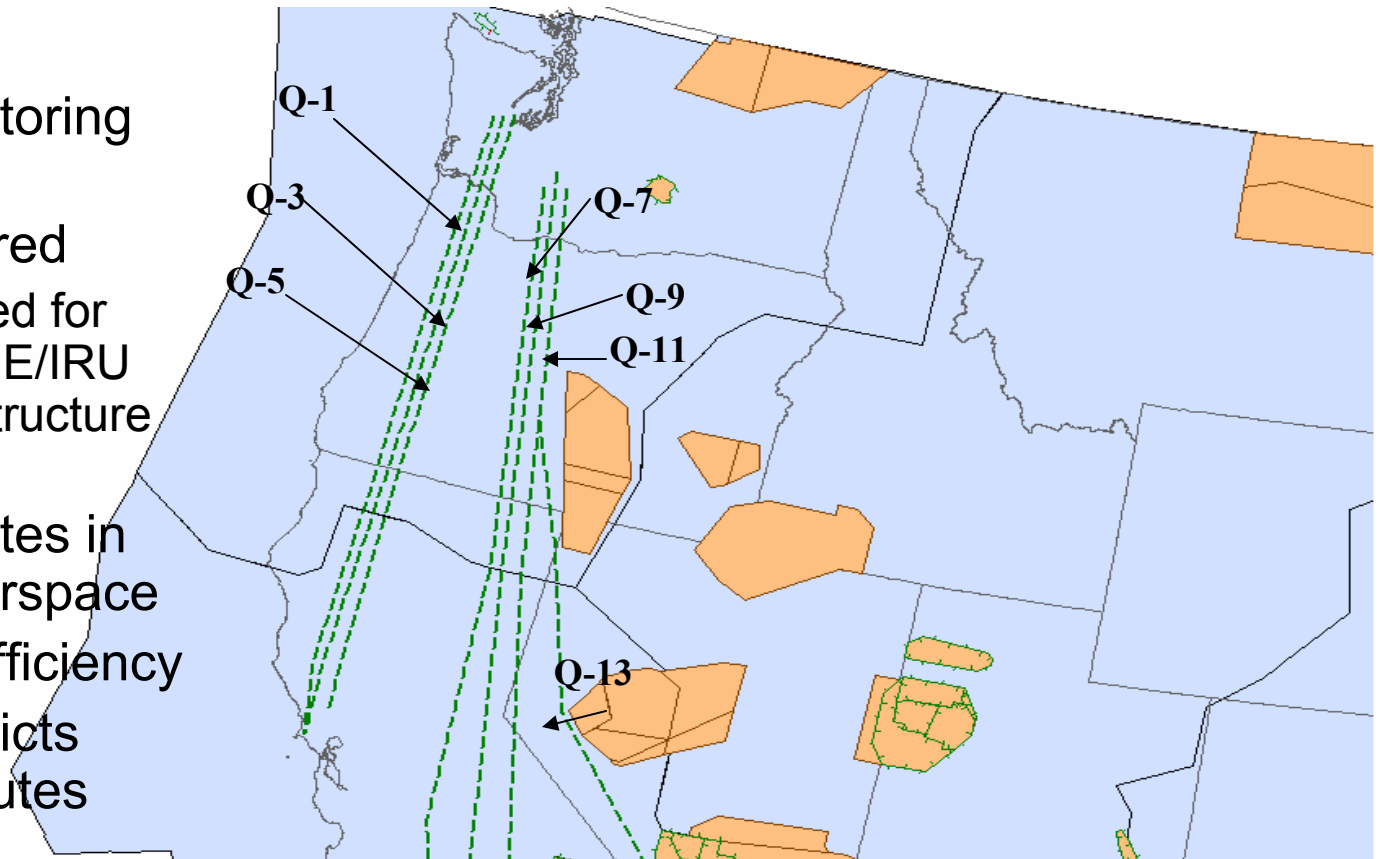 toring
red
ed for
E/IRU
tructure
tes in
rspace
fficiency
icts
utes
Q-1
Q-3
Q-5
Q-7
Q-9
Q-11
Q-13